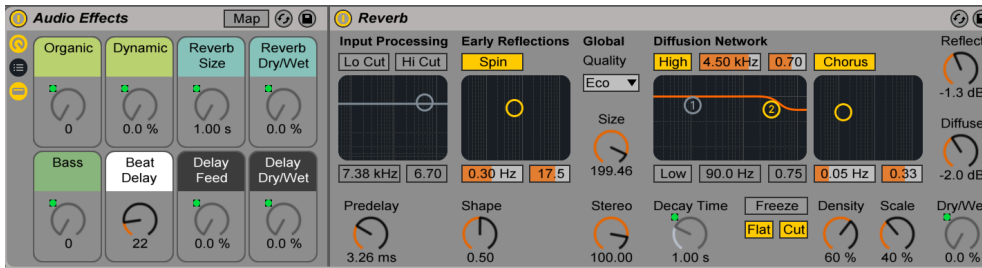 Audio Effects
Map
Organic
Dynamic
Reverb
Size
Reverb
Dry/Wet
0
0.0 %
1.00 s
0.0 %
Bass
Beat
Delay
Delay
Feed
Delay
Dry/Wet
0
22
0.0 %
0.0 %
Reverb
Input Processing
Early Reflections
Global
Diffusion Network
Reflect
Lo Cut
Hi Cut
Spin
Quality
High
4.50 kHz
0.70
Chorus
Eco
-1.3 dB
1
2
Size
Diffuse
7.38 kHz
6.70
0.30 Hz
17.5
199.46
Low
90.0 Hz
0.75
0.05 Hz
0.33
-2.0 dB
Predelay
Shape
Stereo
Decay Time
Freeze
Density
Scale
Dry/We
Flat
Cut
3.26 ms
0.50
100.00
1.00 s
60 %
40 %
0.0 %